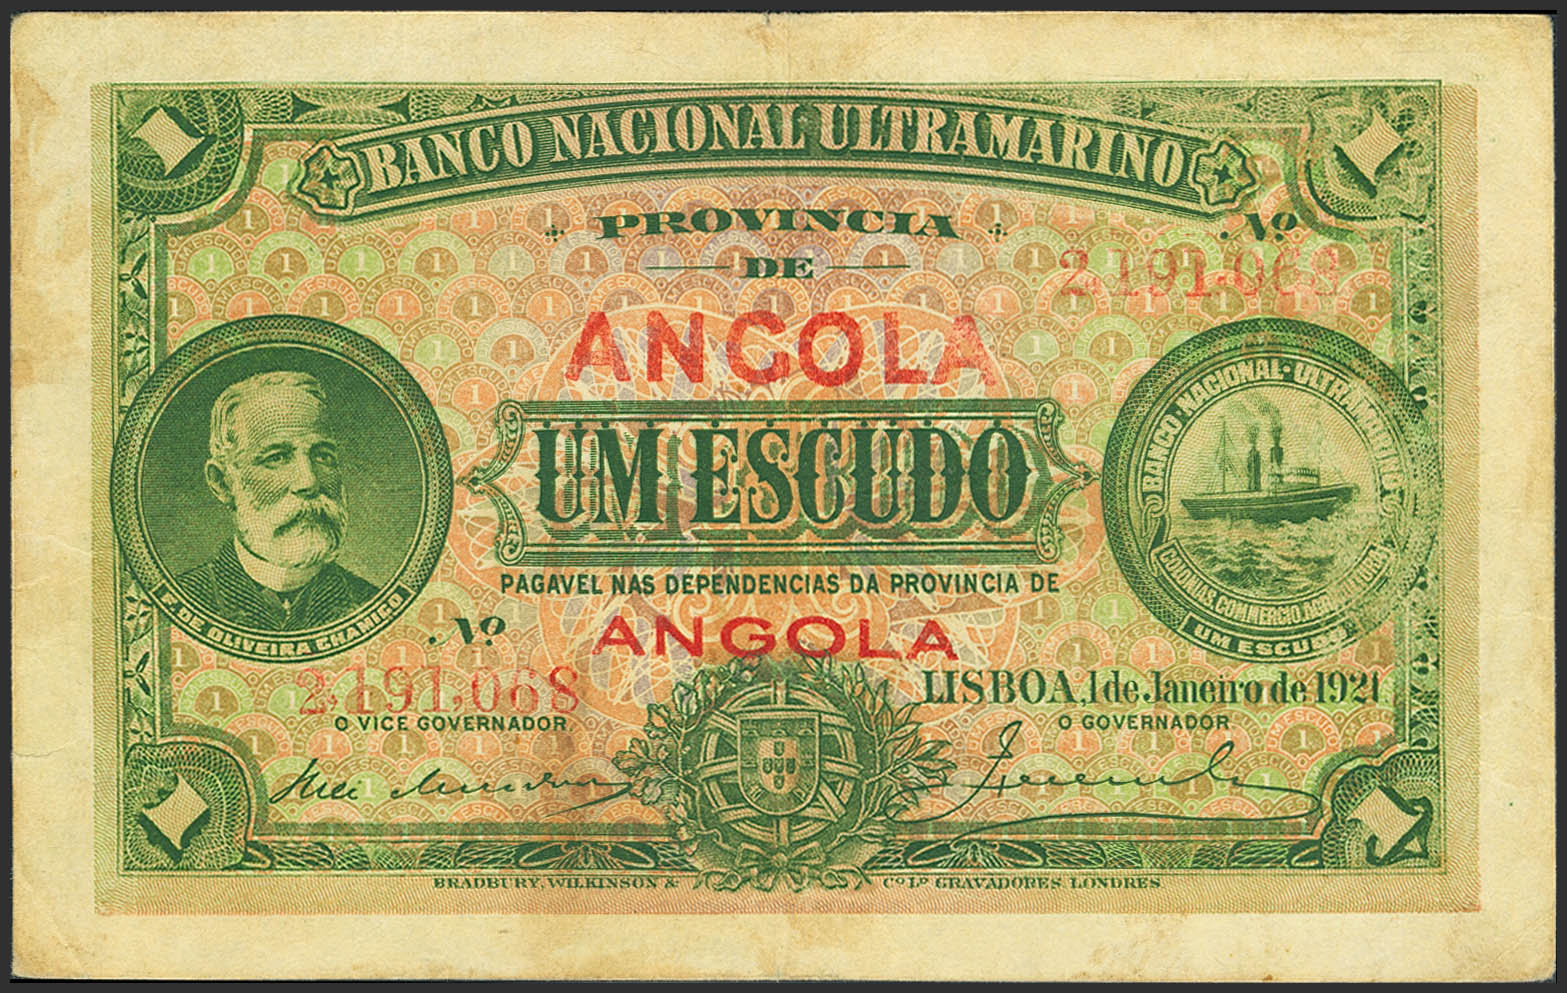 BANCO NACIONAL ULTRAMARINO
PROVINCIA
DE
Nº
2,191,068
ANGOLA
UM ESCUDO
PAGAVEL NAS DEPENDENCIAS DA PROVINCIA DE
ANGOLA
F. DE OLIVEIRA CHAMIÇO
BANCO NACIONAL ULTRAMARINO
COLONIAS, COMMERCIO, AGRICULTURA
UM ESCUDO
Nº
2,191,068
LISBOA, 1 de Janeiro de 1921
O VICE GOVERNADOR
O GOVERNADOR
BRADBURY, WILKINSON & Cº Lº GRAVADORES, LONDRES.